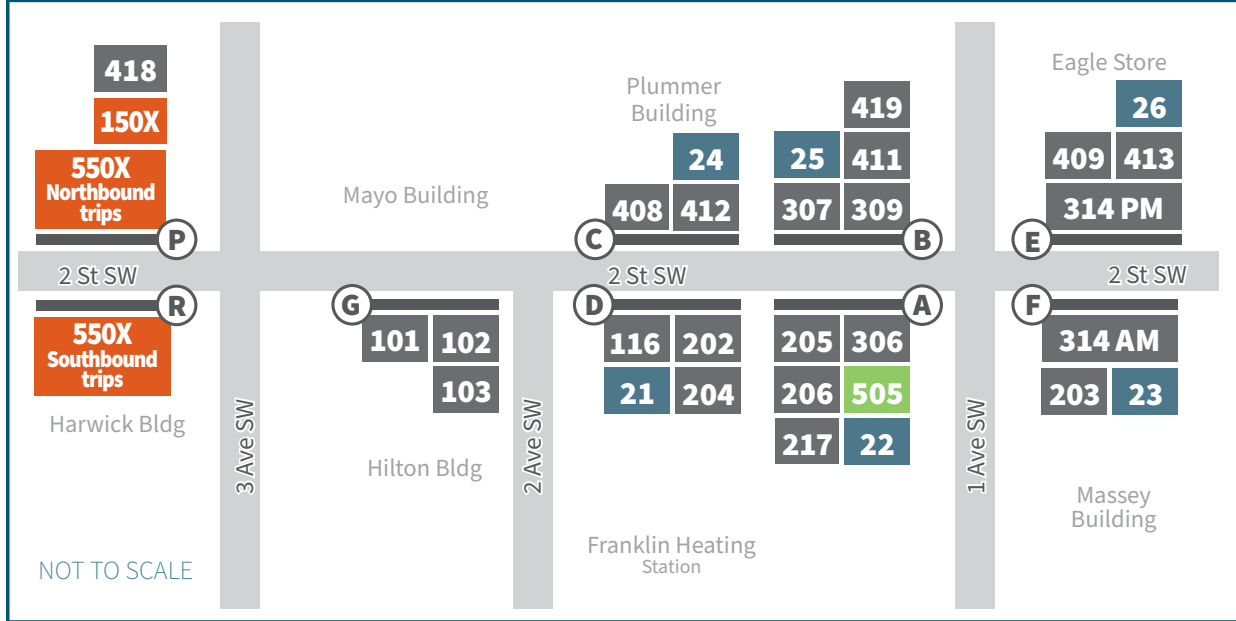 418
150X
550X
Northbound
trips
P
2 St SW
R
550X
Southbound
trips
Harwick Bldg
NOT TO SCALE
3 Ave SW
Mayo Building
G
101 102
103
Hilton Bldg
2 Ave SW
Plummer
Building
24
408 412
C
2 St SW
D
116 202
21 204
Franklin Heating
Station
419
25 411
307 309
B
A
205 306
206 505
217 22
1 Ave SW
Eagle Store
26
409 413
314 PM
E
2 St SW
F
314 AM
203 23
Massey
Building